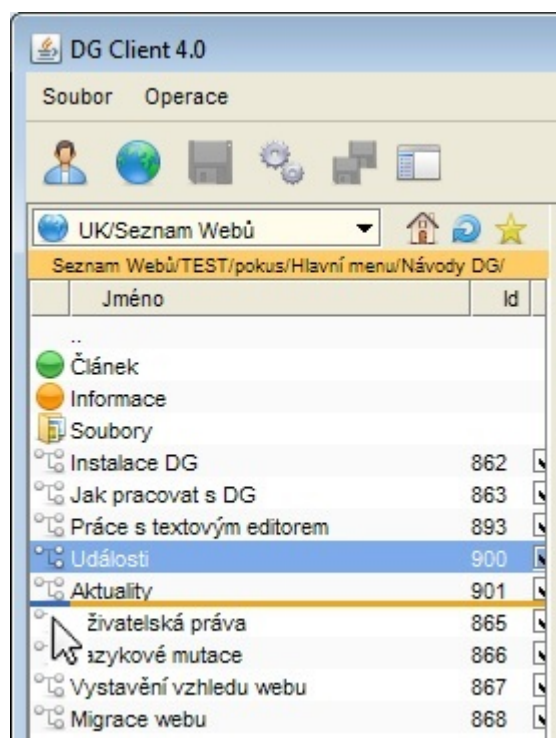 DG Client 4.0
Soubor Operace
UK/Seznam Webů
Seznam Webů/TEST/pokus/Hlavní menu/Návody DG/
Jméno Id
..
Článek
Informace
Soubory
Instalace DG 862
Jak pracovat s DG 863
Práce s textovým editorem 893
Události 900
Aktuality 901
živatelská práva 865
azykové mutace 866
Vystavění vzhledu webu 867
Migrace webu 868